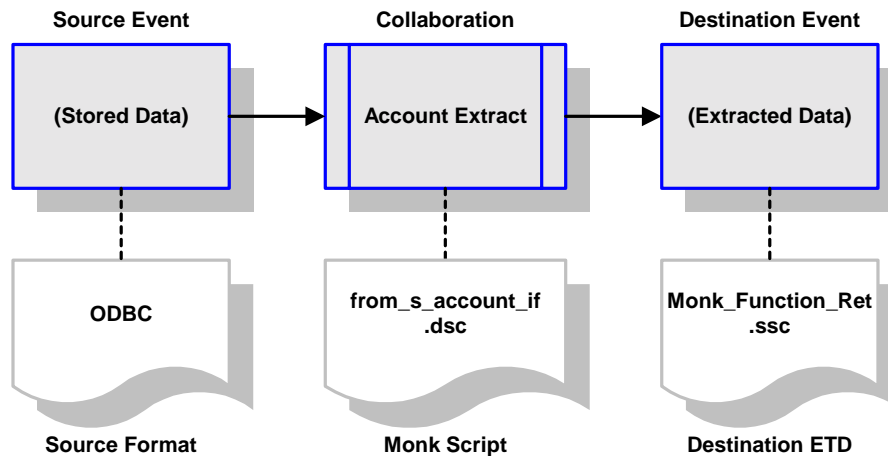 Source Event
Collaboration
Destination Event
(Stored Data)
Account Extract
(Extracted Data)
ODBC
from_s_account_if
.dsc
Monk_Function_Ret
.ssc
Source Format
Monk Script
Destination ETD